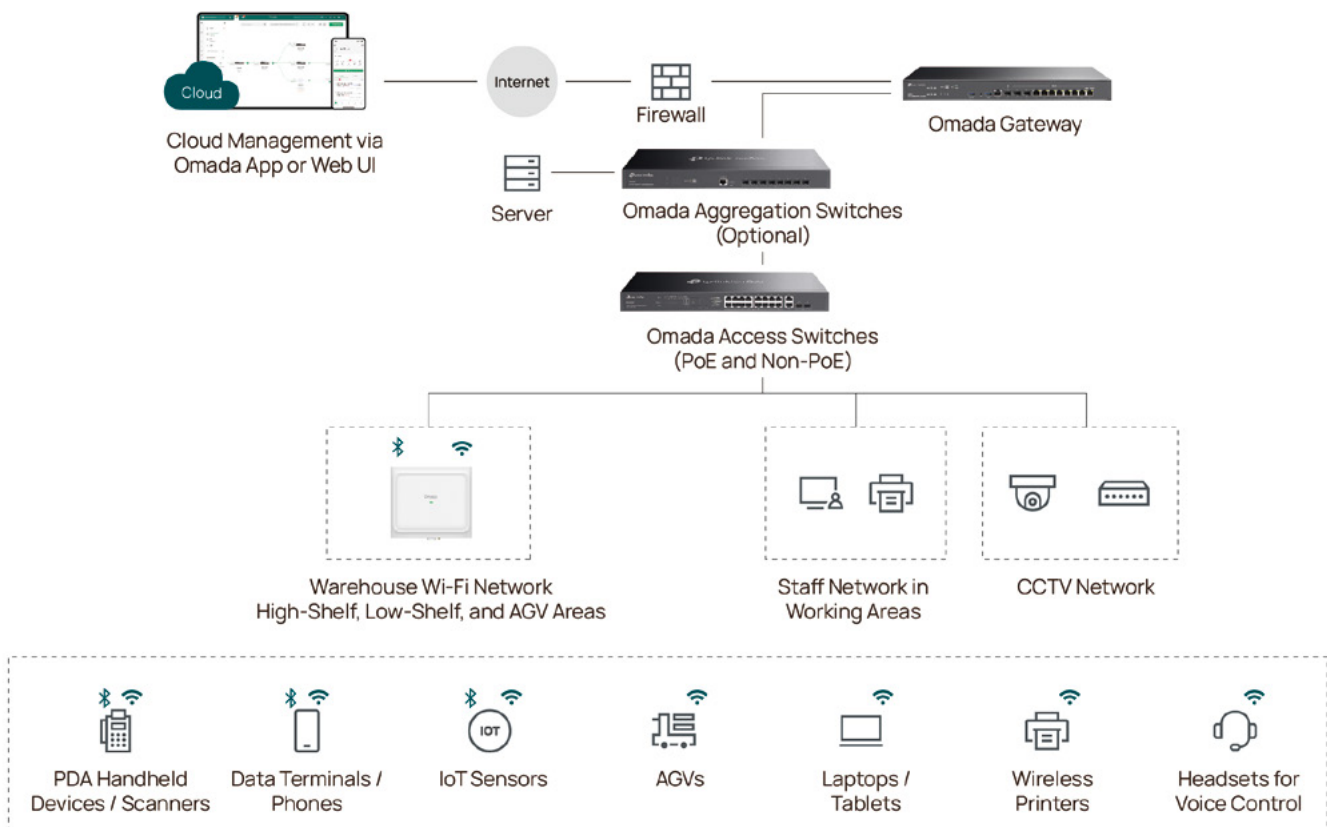 Cloud
Internet
Firewall
Omada Gateway
Cloud Management via
Omada App or Web UI
Server
Omada Aggregation Switches
(Optional)
Omada Access Switches
(PoE and Non-PoE)
Omada
Warehouse Wi-Fi Network
High-Shelf, Low-Shelf, and AGV Areas
Staff Network in
Working Areas
CCTV Network
IOT
PDA Handheld
Devices / Scanners
Data Terminals /
Phones
IoT Sensors
AGVs
Laptops /
Tablets
Wireless
Printers
Headsets for
Voice Control